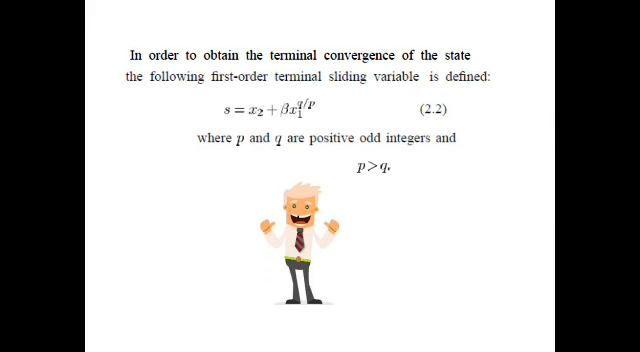 In order to obtain the terminal convergence of the state
the following first-order terminal sliding variable is defined:
s = x₂ + βx₁^{q/p} (2.2)
where p and q are positive odd integers and
p>q.